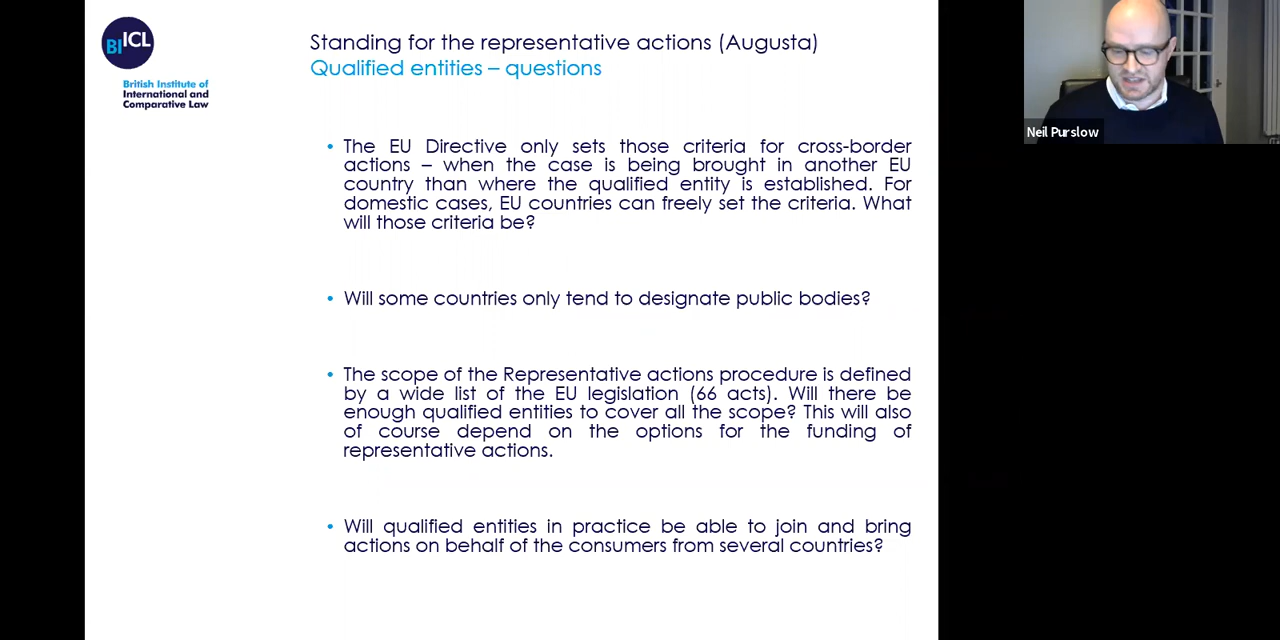 BIICL
British Institute of
International and
Comparative Law
Standing for the representative actions (Augusta)
Qualified entities – questions
• The EU Directive only sets those criteria for cross-border
actions – when the case is being brought in another EU
country than where the qualified entity is established. For
domestic cases, EU countries can freely set the criteria. What
will those criteria be?
• Will some countries only tend to designate public bodies?
• The scope of the Representative actions procedure is defined
by a wide list of the EU legislation (66 acts). Will there be
enough qualified entities to cover all the scope? This will also
of course depend on the options for the funding of
representative actions.
• Will qualified entities in practice be able to join and bring
actions on behalf of the consumers from several countries?
Neil Purslow